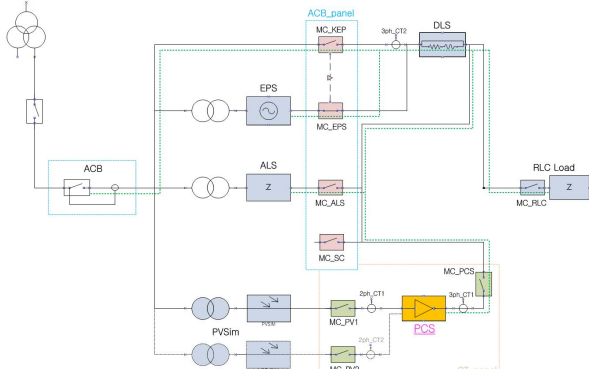 ACB_panel
MC_KEP
3ph_CT2
DLS
EPS
MC_EPS
ACB
ALS
Z
MC_ALS
RLC Load
Z
MC_RLC
MC_SC
MC_PCS
2ph_CT1
3ph_CT1
MC_PV1
PCS
PVSim
2ph_CT2